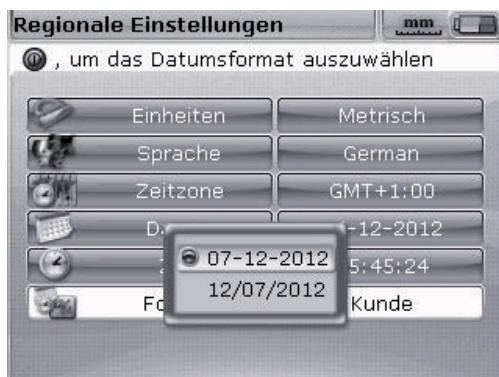 Regionale Einstellungen mm
, um das Datumsformat auszuwählen
Einheiten Metrisch
Sprache German
Zeitzone GMT+1:00
-12-2012
07-12-2012
5:45:24
12/07/2012
Fo Kunde